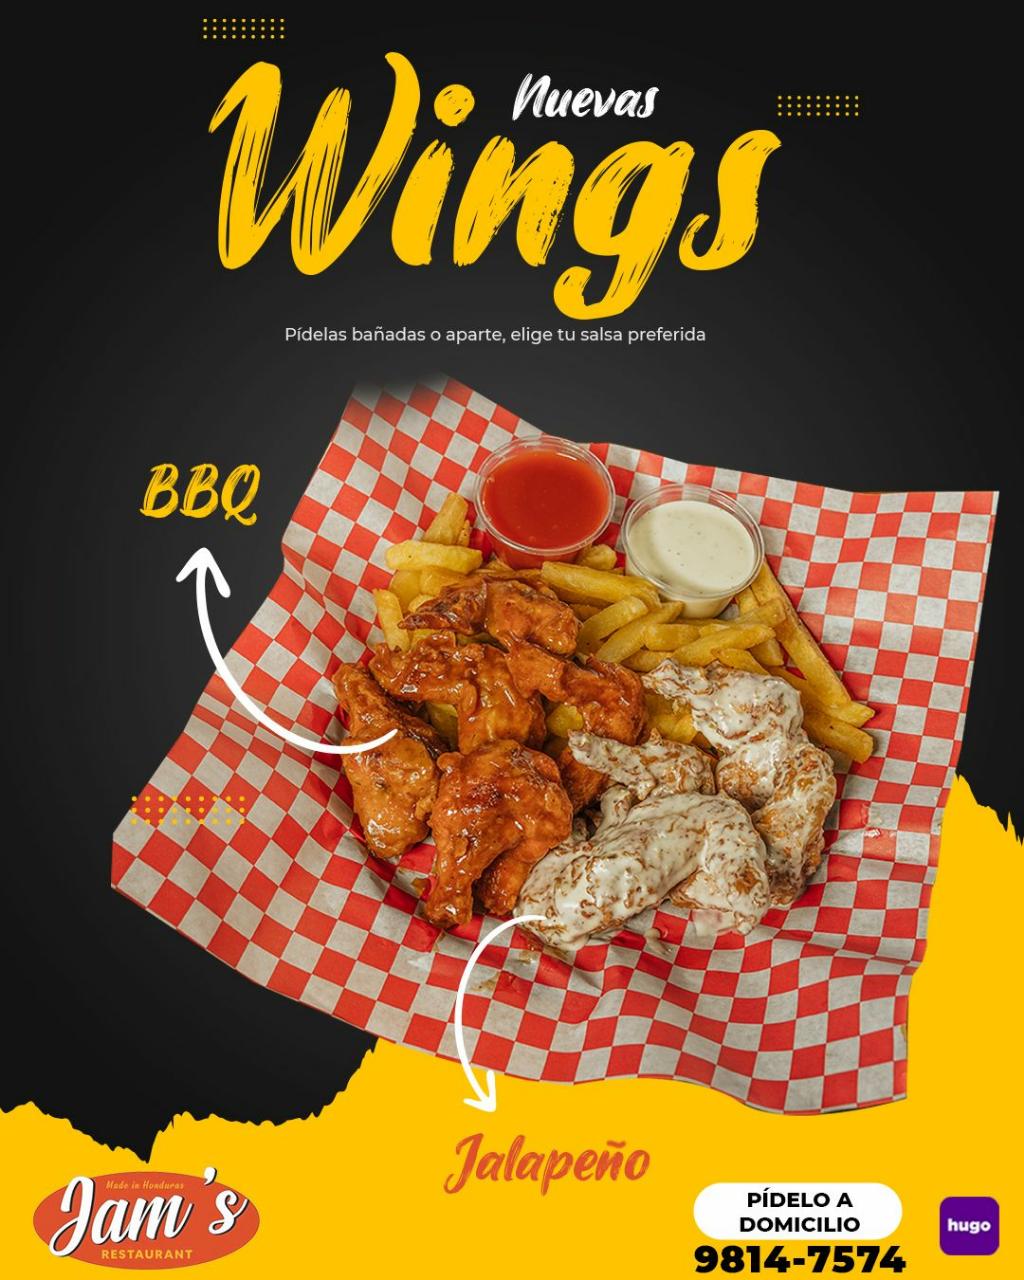 Nuevas
Wings
Pídelas bañadas o aparte, elige tu salsa preferida
BBQ
Jalapeño
Made in Honduras
Jam's
RESTAURANT
PÍDELO A
DOMICILIO
9814-7574
hugo